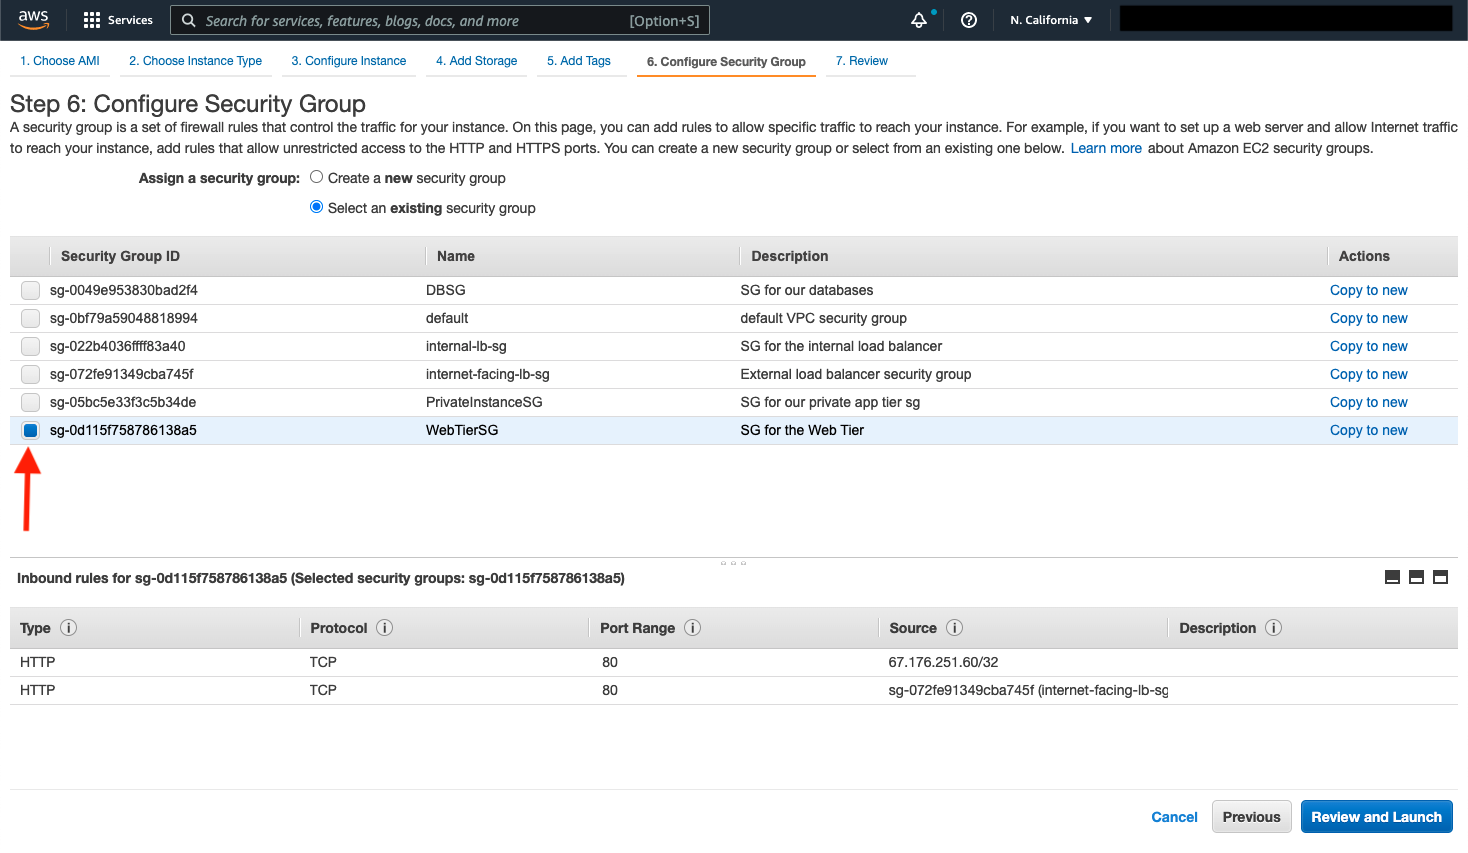 aws Services Search for services, features, blogs, docs, and more [Option+S] N. California ▼
1. Choose AMI 2. Choose Instance Type 3. Configure Instance 4. Add Storage 5. Add Tags 6. Configure Security Group 7. Review
Step 6: Configure Security Group
A security group is a set of firewall rules that control the traffic for your instance. On this page, you can add rules to allow specific traffic to reach your instance. For example, if you want to set up a web server and allow Internet traffic
to reach your instance, add rules that allow unrestricted access to the HTTP and HTTPS ports. You can create a new security group or select from an existing one below. Learn more about Amazon EC2 security groups.
Assign a security group: Create a new security group
Select an existing security group
Security Group ID Name Description Actions
sg-0049e953830bad2f4 DBSG SG for our databases Copy to new
sg-0bf79a59048818994 default default VPC security group Copy to new
sg-022b4036ffff83a40 internal-lb-sg SG for the internal load balancer Copy to new
sg-072fe91349cba745f internet-facing-lb-sg External load balancer security group Copy to new
sg-05bc5e33f3c5b34de PrivateInstanceSG SG for our private app tier sg Copy to new
sg-0d115f758786138a5 WebTierSG SG for the Web Tier Copy to new
Inbound rules for sg-0d115f758786138a5 (Selected security groups: sg-0d115f758786138a5)
Type i Protocol i Port Range i Source i Description i
HTTP TCP 80 67.176.251.60/32
HTTP TCP 80 sg-072fe91349cba745f (internet-facing-lb-sg
Cancel Previous Review and Launch